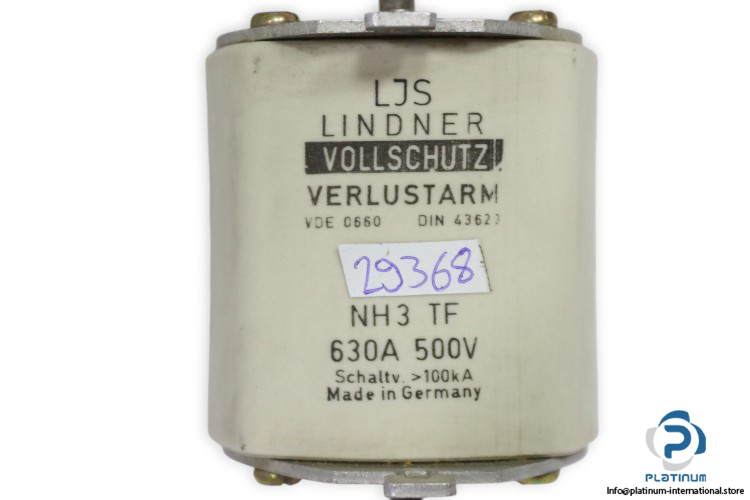 LJS
LINDNER
VOLLSCHUTZ
VERLUSTARM
VDE 0660 DIN 43620
29368
NH3 TF
630A 500V
Schaltv. >100kA
Made in Germany
PLATINUM
info@platinum-international.store